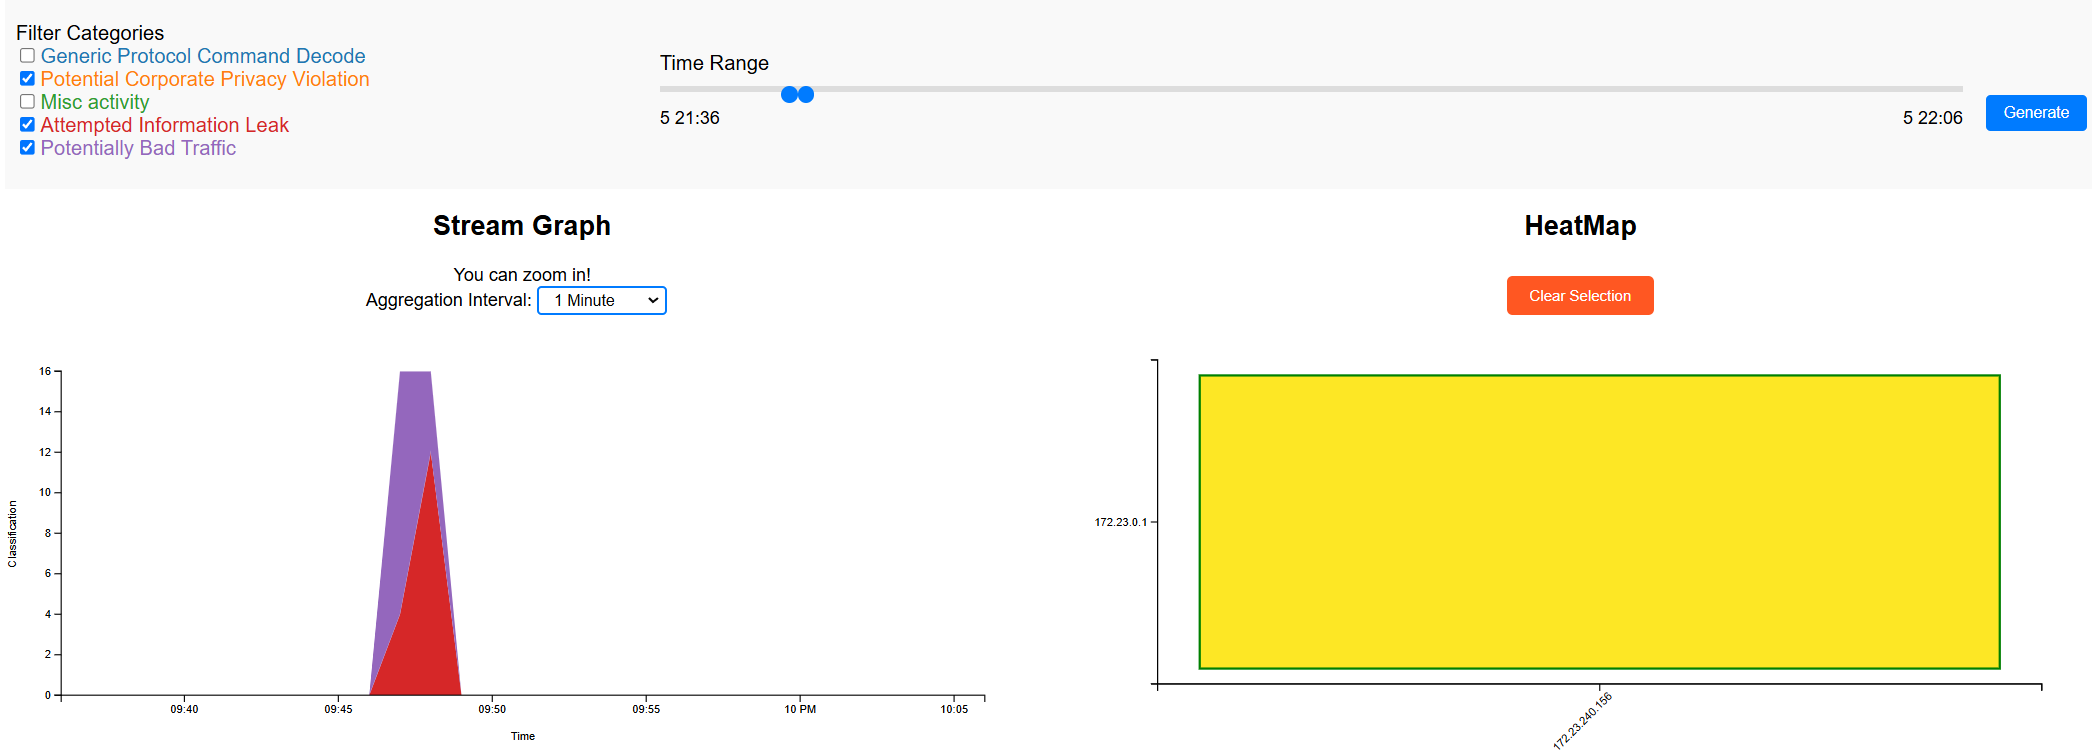 Filter Categories
Generic Protocol Command Decode
Potential Corporate Privacy Violation
Misc activity
Attempted Information Leak
Potentially Bad Traffic
Time Range
5 21:36
5 22:06
Generate
Stream Graph
You can zoom in!
Aggregation Interval: 1 Minute
16
14
12
10
8
6
4
2
0
Classification
09:40
09:45
09:50
09:55
10 PM
10:05
Time
HeatMap
Clear Selection
172.23.0.1
172.23.240.156